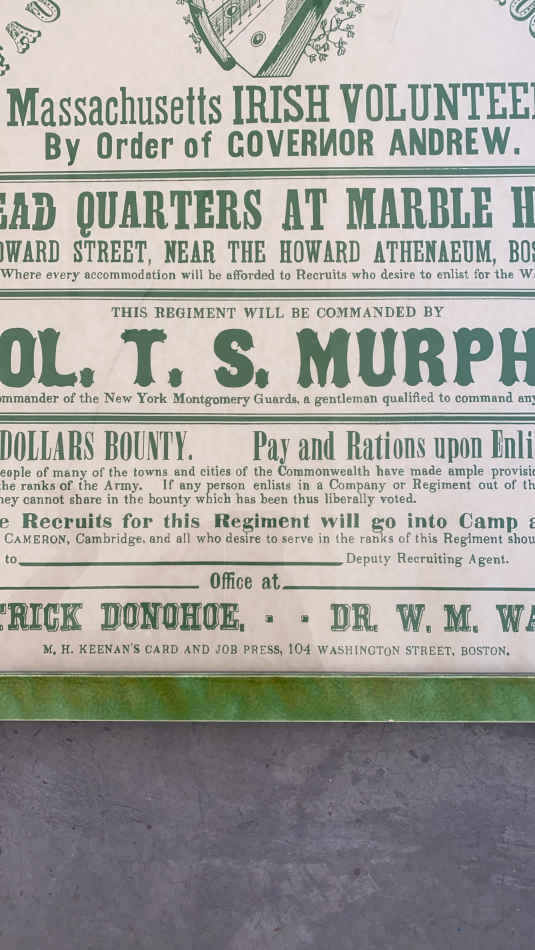 Massachusetts IRISH VOLUNTEE
By Order of GOVERNOR ANDREW.
EAD QUARTERS AT MARBLE H
OWARD STREET, NEAR THE HOWARD ATHENAEUM, BOS
Where every accommodation will be afforded to Recruits who desire to enlist for the W
THIS REGIMENT WILL BE COMMANDED BY
OL. T. S. MURPH
ommander of the New York Montgomery Guards, a gentleman qualified to command any
DOLLARS BOUNTY. Pay and Rations upon Enli
eople of many of the towns and cities of the Commonwealth have made ample provisio
the ranks of the Army. If any person enlists in a Company or Regiment out of th
hey cannot share in the bounty which has been thus liberally voted.
e Recruits for this Regiment will go into Camp a
CAMERON, Cambridge, and all who desire to serve in the ranks of this Regiment shou
to Deputy Recruiting Agent.
Office at
TRICK DONOHOE, - - DR. W. M. WA
M. H. KEENAN'S CARD AND JOB PRESS, 104 WASHINGTON STREET, BOSTON.